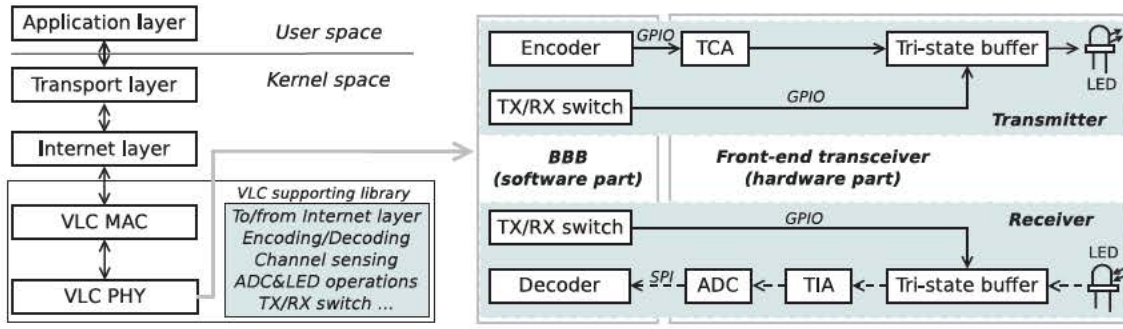 Application layer
User space
Transport layer
Kernel space
Internet layer
VLC supporting library
VLC MAC
VLC PHY
To/from Internet layer
Encoding/Decoding
Channel sensing
ADC&LED operations
TX/RX switch ...
Encoder
GPIO
TCA
Tri-state buffer
LED
TX/RX switch
GPIO
Transmitter
BBB
(software part)
Front-end transceiver
(hardware part)
TX/RX switch
GPIO
Receiver
LED
Decoder
SPI
ADC
TIA
Tri-state buffer